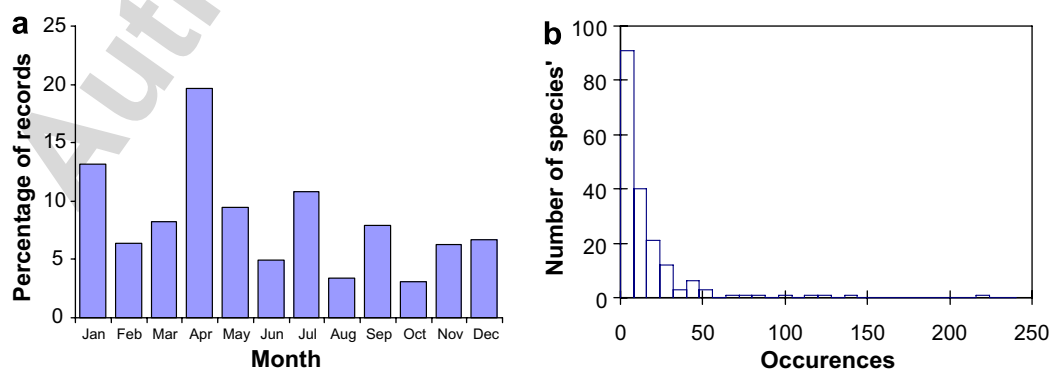 a
25
20
15
10
5
0
Percentage of records
Jan Feb Mar Apr May Jun Jul Aug Sep Oct Nov Dec
Month
b
100
80
60
40
20
0
Number of species'
0 50 100 150 200 250
Occurences